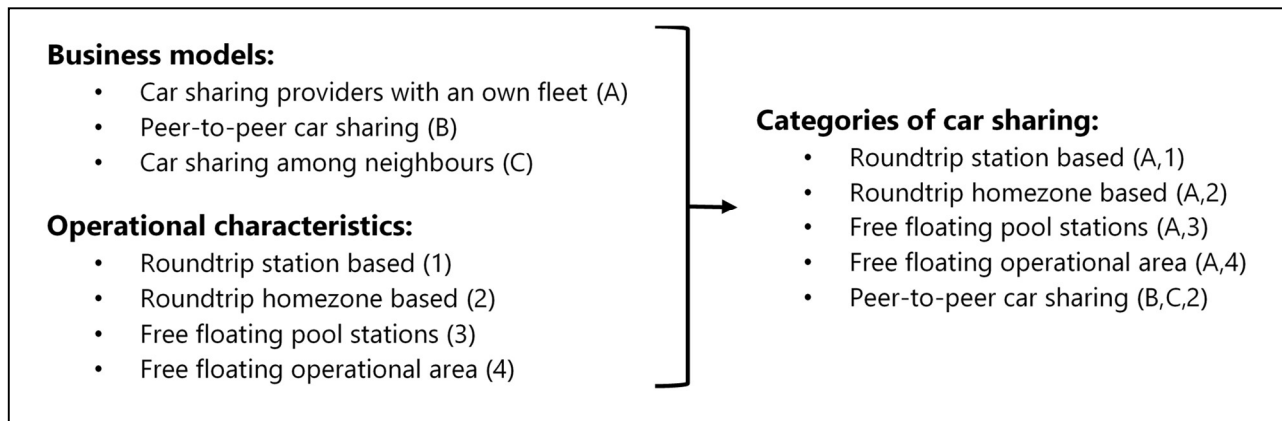 Business models:
• Car sharing providers with an own fleet (A)
• Peer-to-peer car sharing (B)
• Car sharing among neighbours (C)
Operational characteristics:
• Roundtrip station based (1)
• Roundtrip homezone based (2)
• Free floating pool stations (3)
• Free floating operational area (4)
Categories of car sharing:
• Roundtrip station based (A,1)
• Roundtrip homezone based (A,2)
• Free floating pool stations (A,3)
• Free floating operational area (A,4)
• Peer-to-peer car sharing (B,C,2)